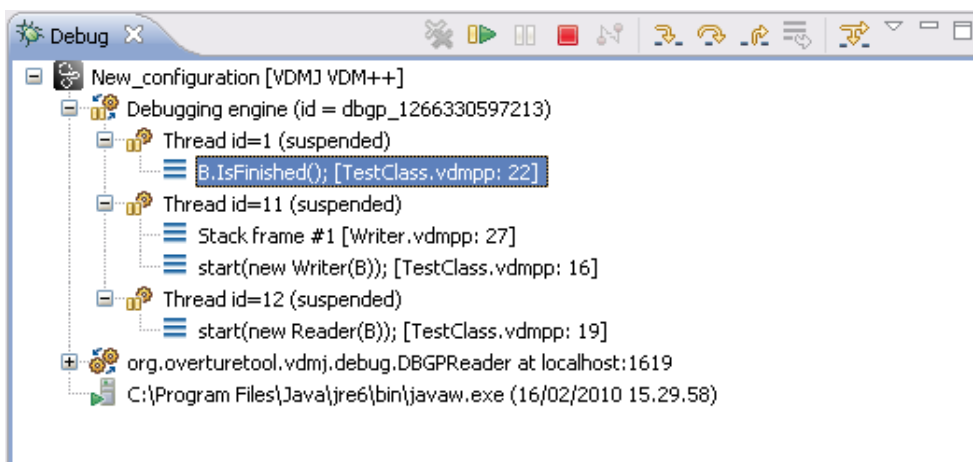 Debug
New_configuration [VDMJ VDM++]
Debugging engine (id = dbgp_1266330597213)
Thread id=1 (suspended)
B.IsFinished(); [TestClass.vdmpp: 22]
Thread id=11 (suspended)
Stack frame #1 [Writer.vdmpp: 27]
start(new Writer(B)); [TestClass.vdmpp: 16]
Thread id=12 (suspended)
start(new Reader(B)); [TestClass.vdmpp: 19]
org.overturetool.vdmj.debug.DBGPReader at localhost:1619
C:\Program Files\Java\jre6\bin\javaw.exe (16/02/2010 15.29.58)